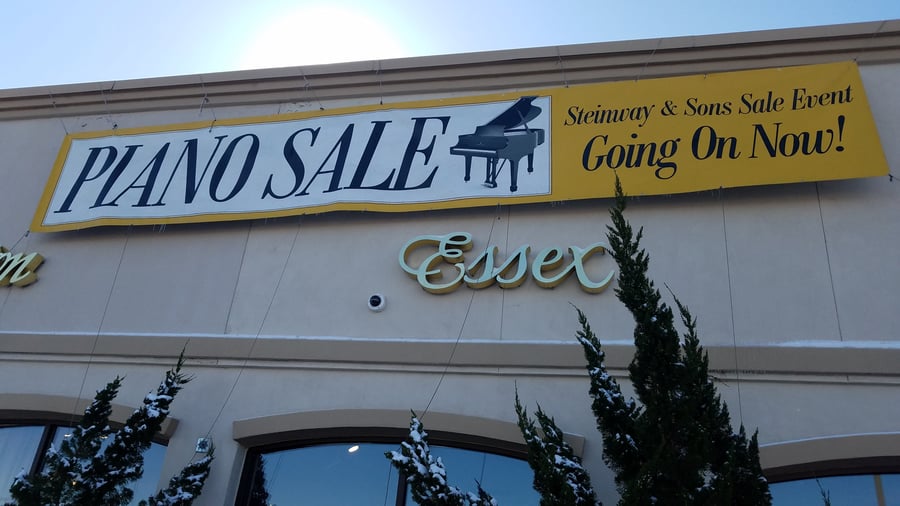 PIANO SALE
Steinway & Sons Sale Event
Going On Now!
Essex